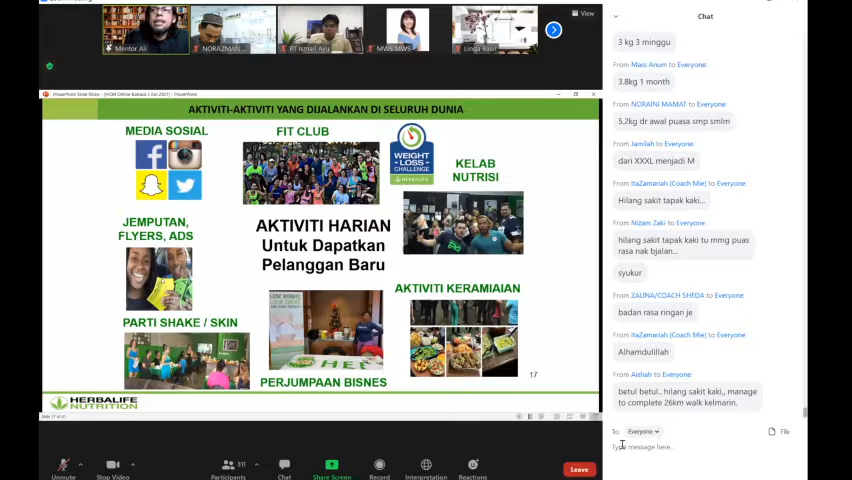 View
Chat
Mentor Ali
NORAZMAN...
PT Ismail Ayu
MWS MWS
Linda Basir
3 kg 3 minggu
From Mass Anum to Everyone:
3.8kg 1 month
From NORAINI MAMAT to Everyone:
5.2kg dr awal puasa smp smlm
From Jamilah to Everyone:
dari XXXL menjadi M
From ItaZamariah (Coach Mie) to Everyone:
Hilang sakit tapak kaki...
From Nizam Zaki to Everyone:
hilang sakit tapak kaki tu mmg puas
rasa nak bjalan...
syukur
From ZALINA/COACH SHEDA to Everyone:
badan rasa ringan je
From ItaZamariah (Coach Mie) to Everyone:
Alhamdulillah
From Aishah to Everyone:
betul betul.. hilang sakit kaki,, manage
to complete 26km walk kelmarin.
To: Everyone
File
Type message here...
AKTIVITI-AKTIVITI YANG DIJALANKAN DI SELURUH DUNIA
MEDIA SOSIAL
FIT CLUB
WEIGHT
LOSS
CHALLENGE
HERBALIFE
KELAB
NUTRISI
JEMPUTAN,
FLYERS, ADS
AKTIVITI HARIAN
Untuk Dapatkan
Pelanggan Baru
AKTIVITI KERAMIAIAN
PARTI SHAKE / SKIN
PERJUMPAAN BISNES
17
HERBALIFE
NUTRITION
Unmute
Stop Video
311
Participants
Chat
Share Screen
Record
Interpretation
Reactions
Leave